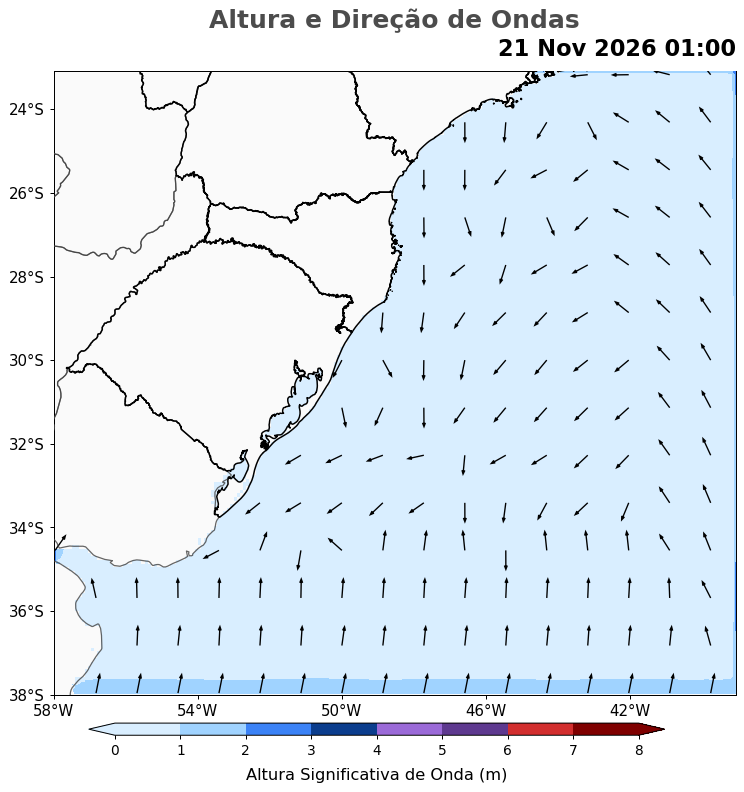 Altura e Direção de Ondas
21 Nov 2026 01:00
24°S
26°S
28°S
30°S
32°S
34°S
36°S
38°S
58°W 54°W 50°W 46°W 42°W
0 1 2 3 4 5 6 7 8
Altura Significativa de Onda (m)